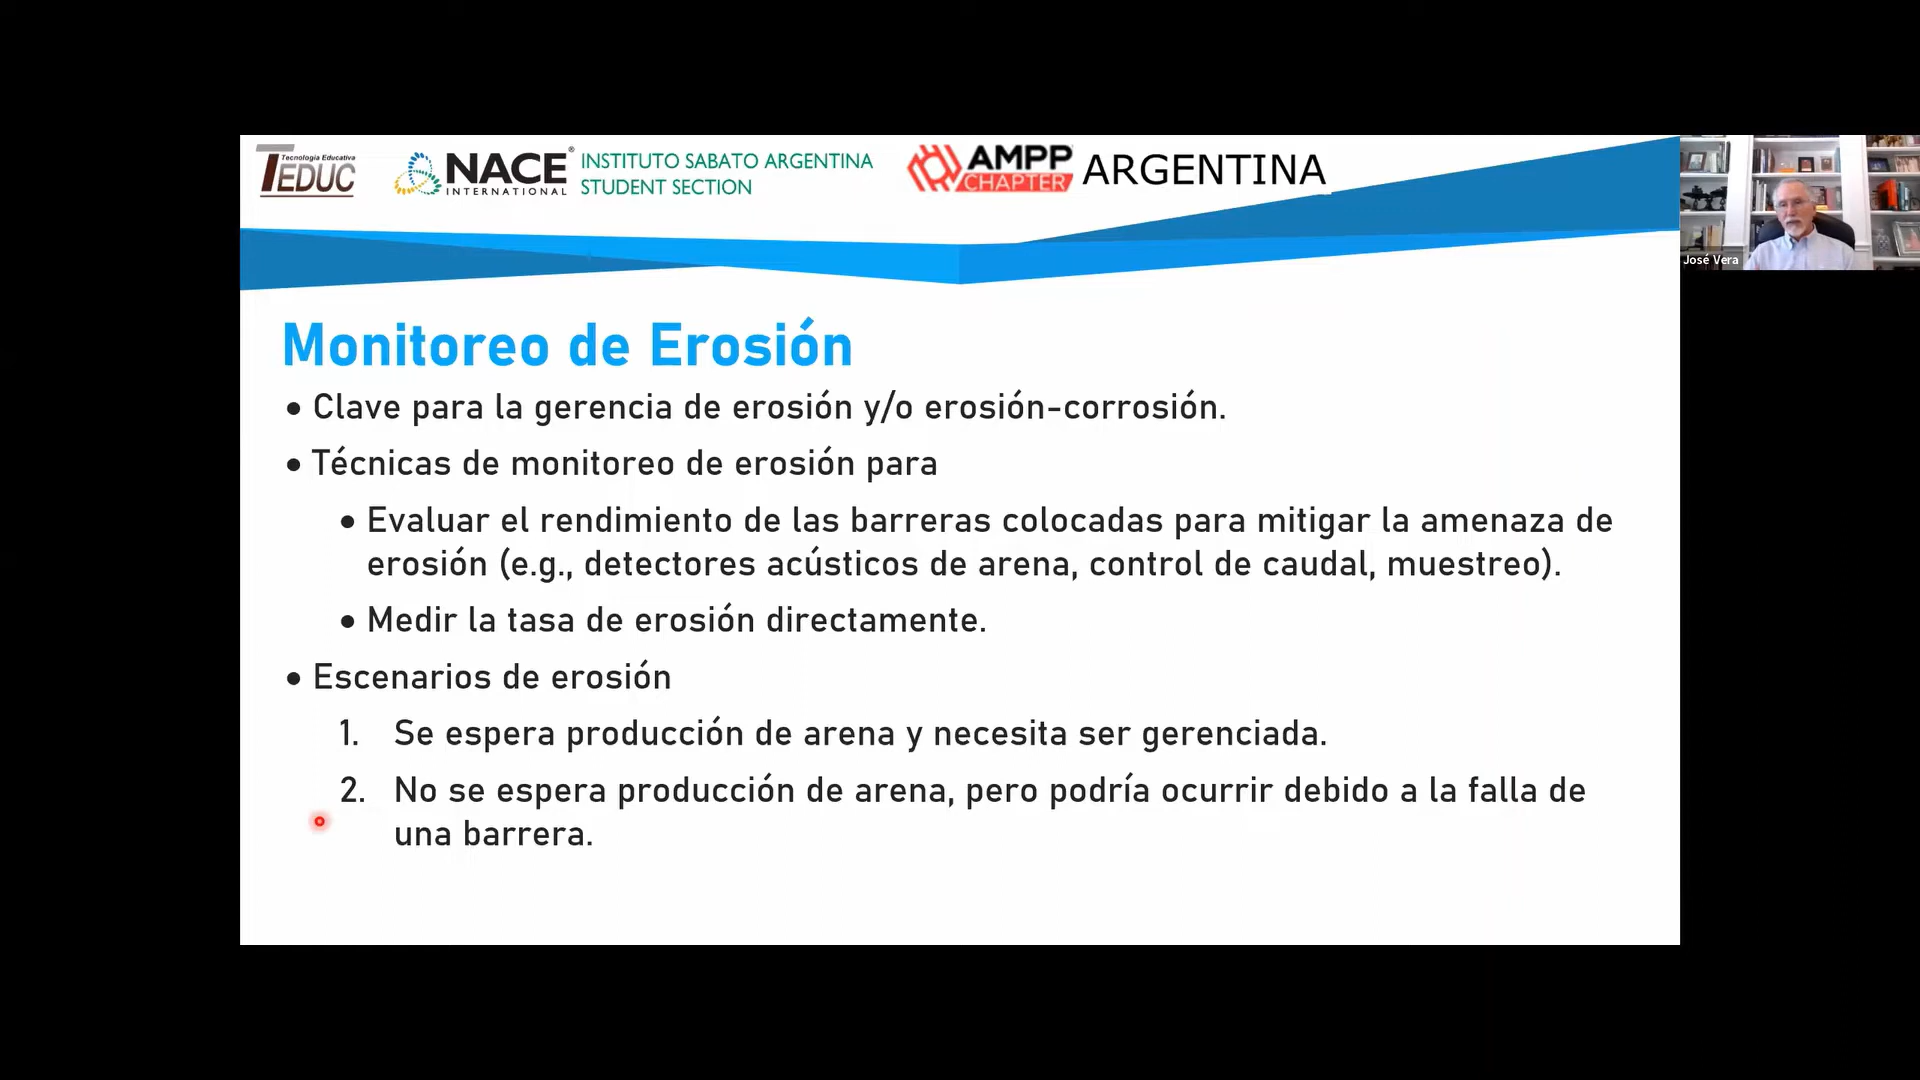 Tecnología Educativa
TEDUC
NACE®
INTERNATIONAL
INSTITUTO SABATO ARGENTINA
STUDENT SECTION
AMPP
CHAPTER
ARGENTINA
José Vera
Monitoreo de Erosión
• Clave para la gerencia de erosión y/o erosión-corrosión.
• Técnicas de monitoreo de erosión para
• Evaluar el rendimiento de las barreras colocadas para mitigar la amenaza de
erosión (e.g., detectores acústicos de arena, control de caudal, muestreo).
• Medir la tasa de erosión directamente.
• Escenarios de erosión
1. Se espera producción de arena y necesita ser gerenciada.
2. No se espera producción de arena, pero podría ocurrir debido a la falla de
una barrera.